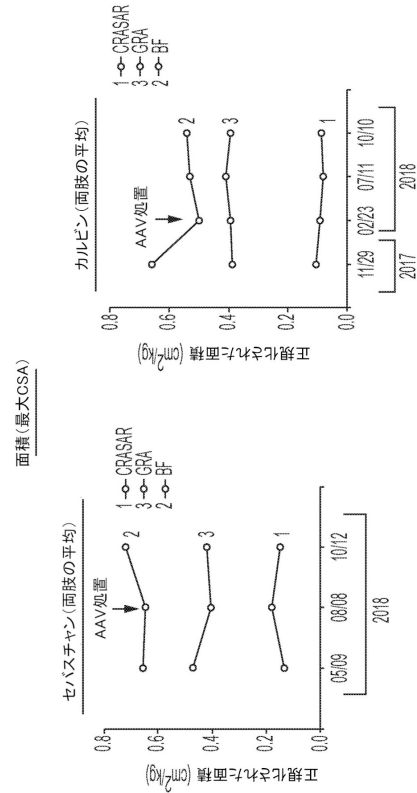 面積(最大CSA)
セバスチャン(両肢の平均)
1 CRASAR
3 GRA
2 BF
AAV処置
正規化された面積 (cm²/kg)
0.8
0.6
0.4
0.2
0.0
2
3
1
05/09 08/08 10/12
2018
カルビン(両肢の平均)
1 CRASAR
3 GRA
2 BF
AAV処置
正規化された面積 (cm²/kg)
0.8
0.6
0.4
0.2
0.0
2
3
1
11/29 02/23 07/11 10/10
2017 2018